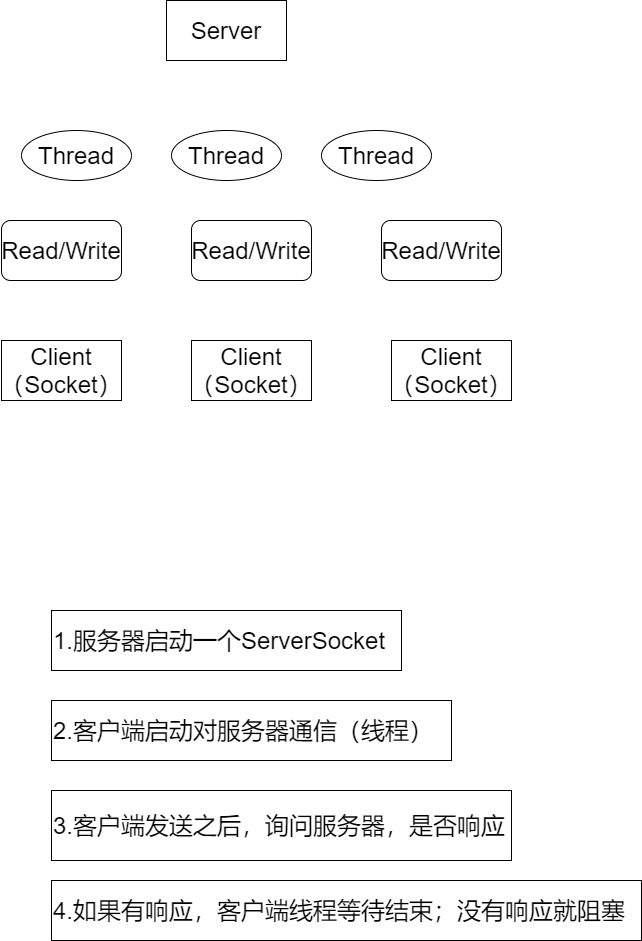 Server
Thread Thread Thread
Read/Write Read/Write Read/Write
Client Client Client
（Socket） （Socket） （Socket）
1.服务器启动一个ServerSocket
2.客户端启动对服务器通信（线程）
3.客户端发送之后，询问服务器，是否响应
4.如果有响应，客户端线程等待结束；没有响应就阻塞